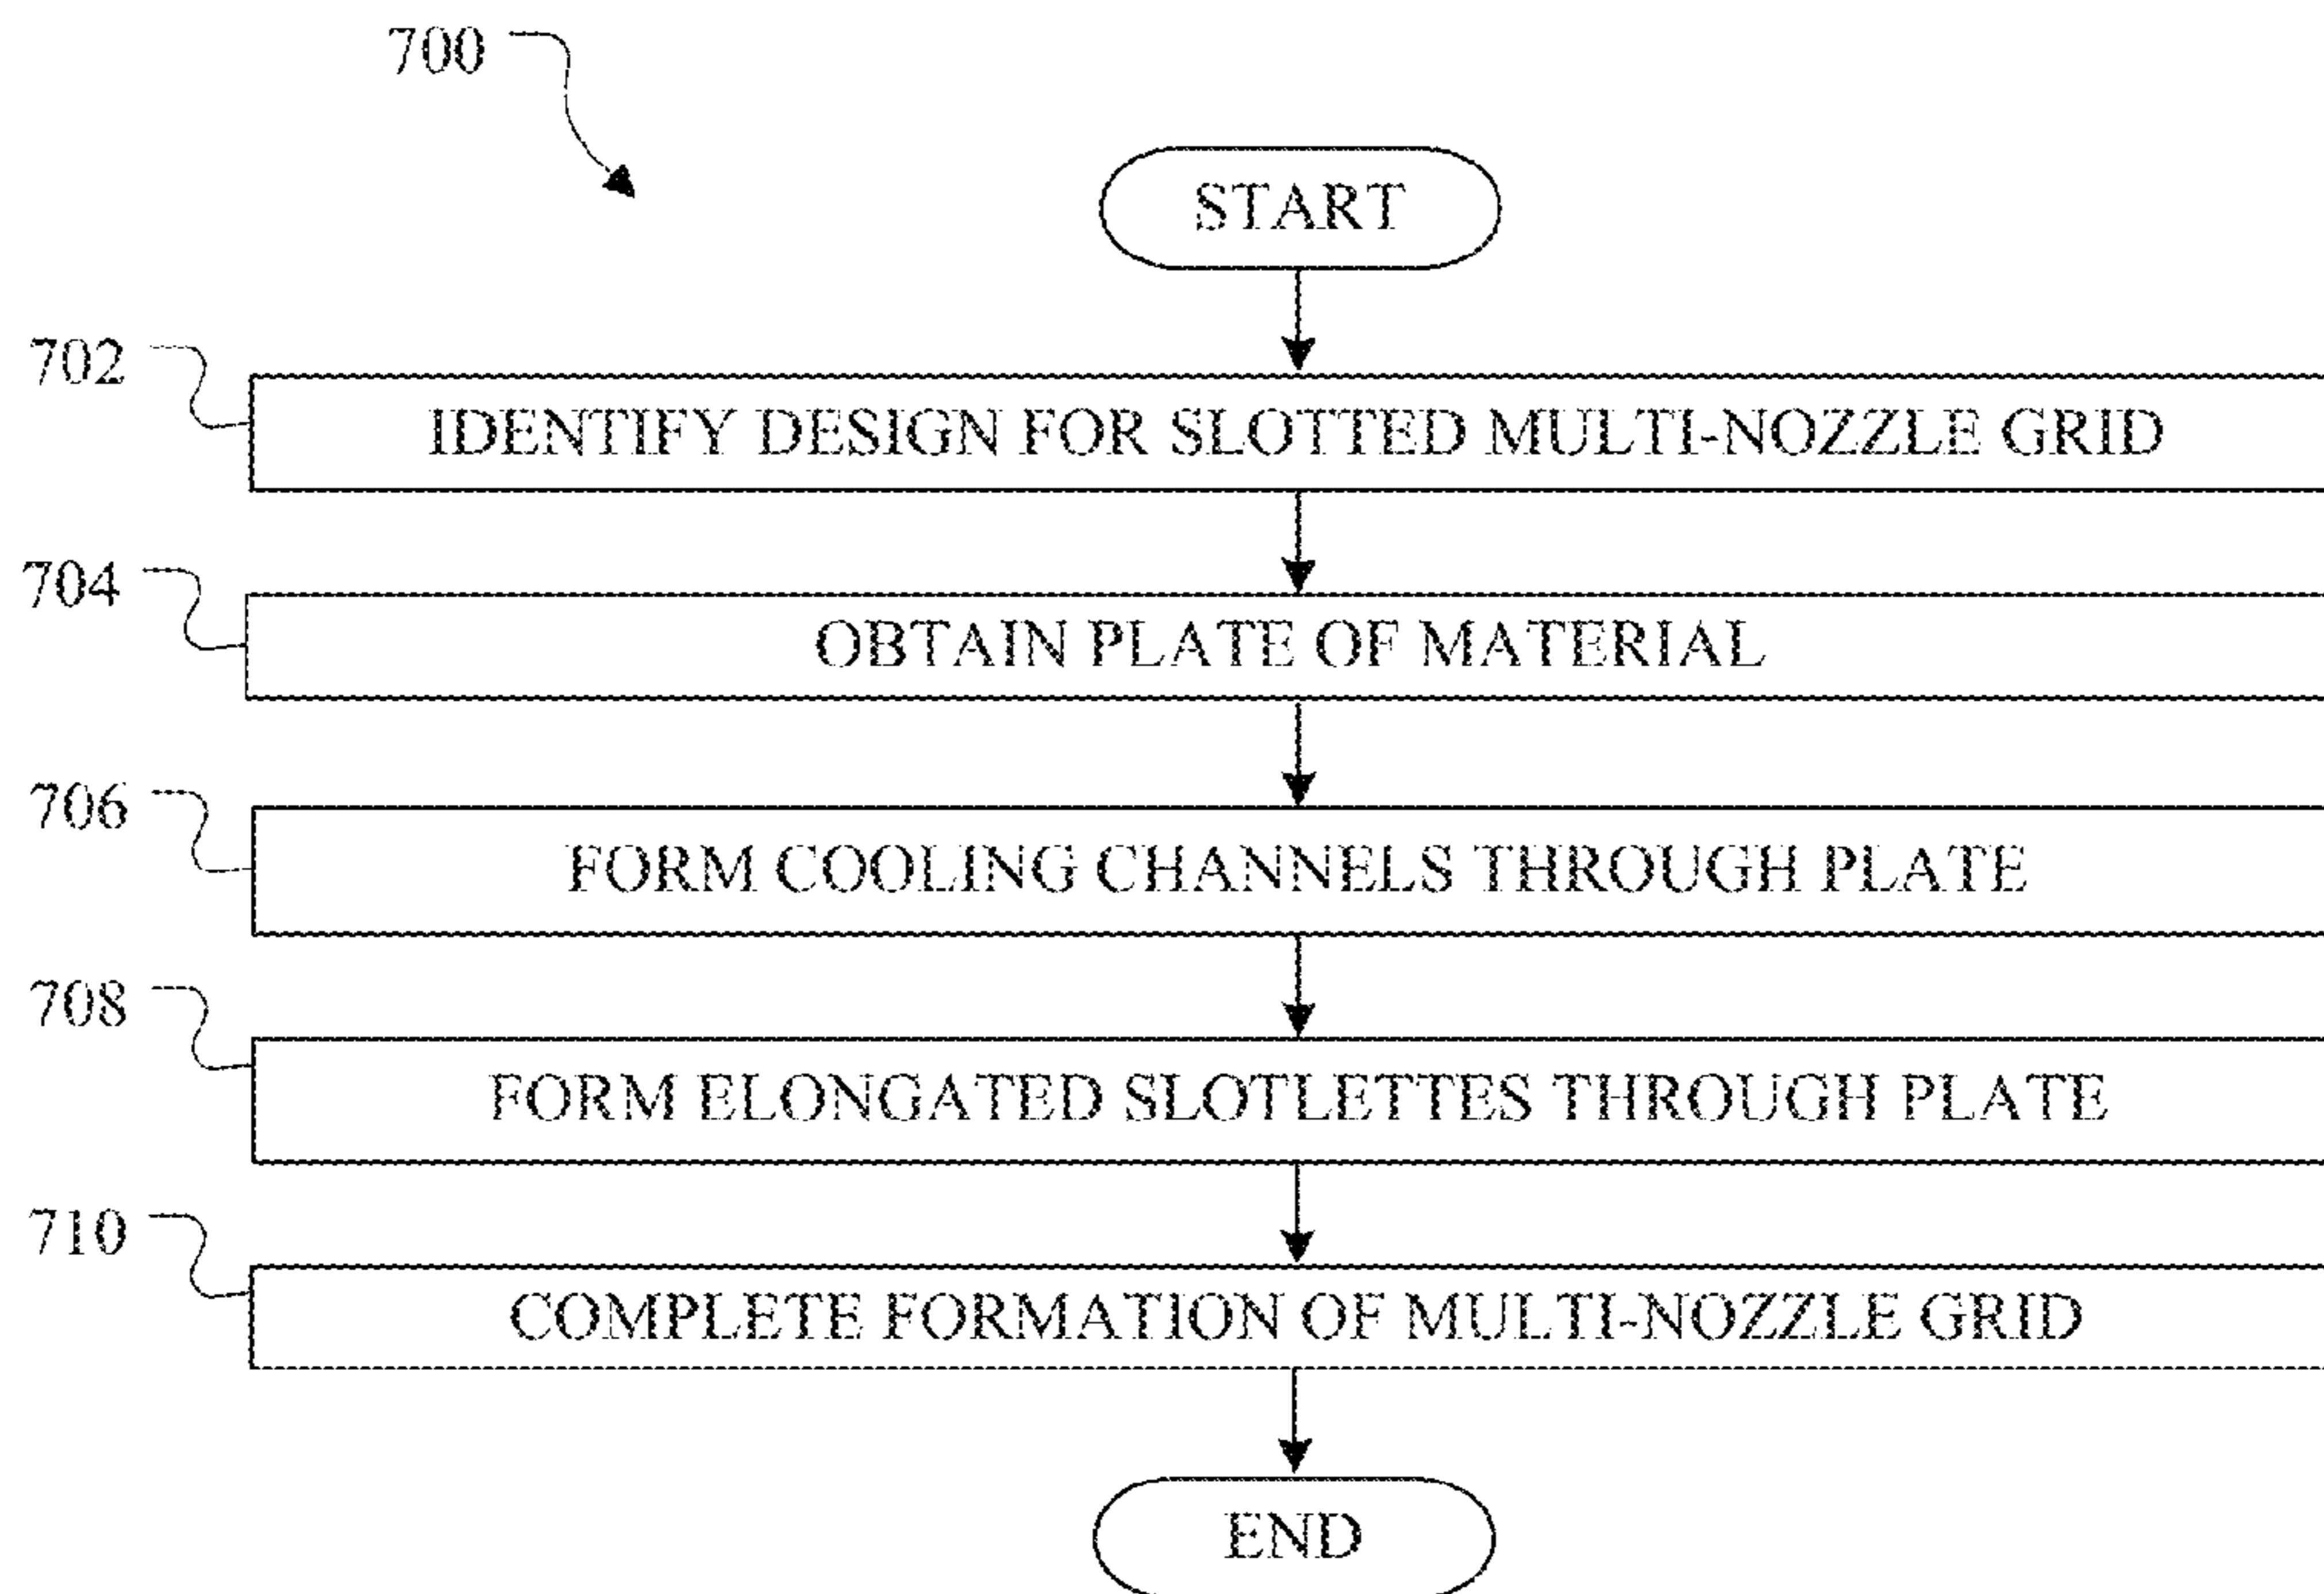 700
START
702
IDENTIFY DESIGN FOR SLOTTED MULTI-NOZZLE GRID
704
OBTAIN PLATE OF MATERIAL
706
FORM COOLING CHANNELS THROUGH PLATE
708
FORM ELONGATED SLOTLETTES THROUGH PLATE
710
COMPLETE FORMATION OF MULTI-NOZZLE GRID
END